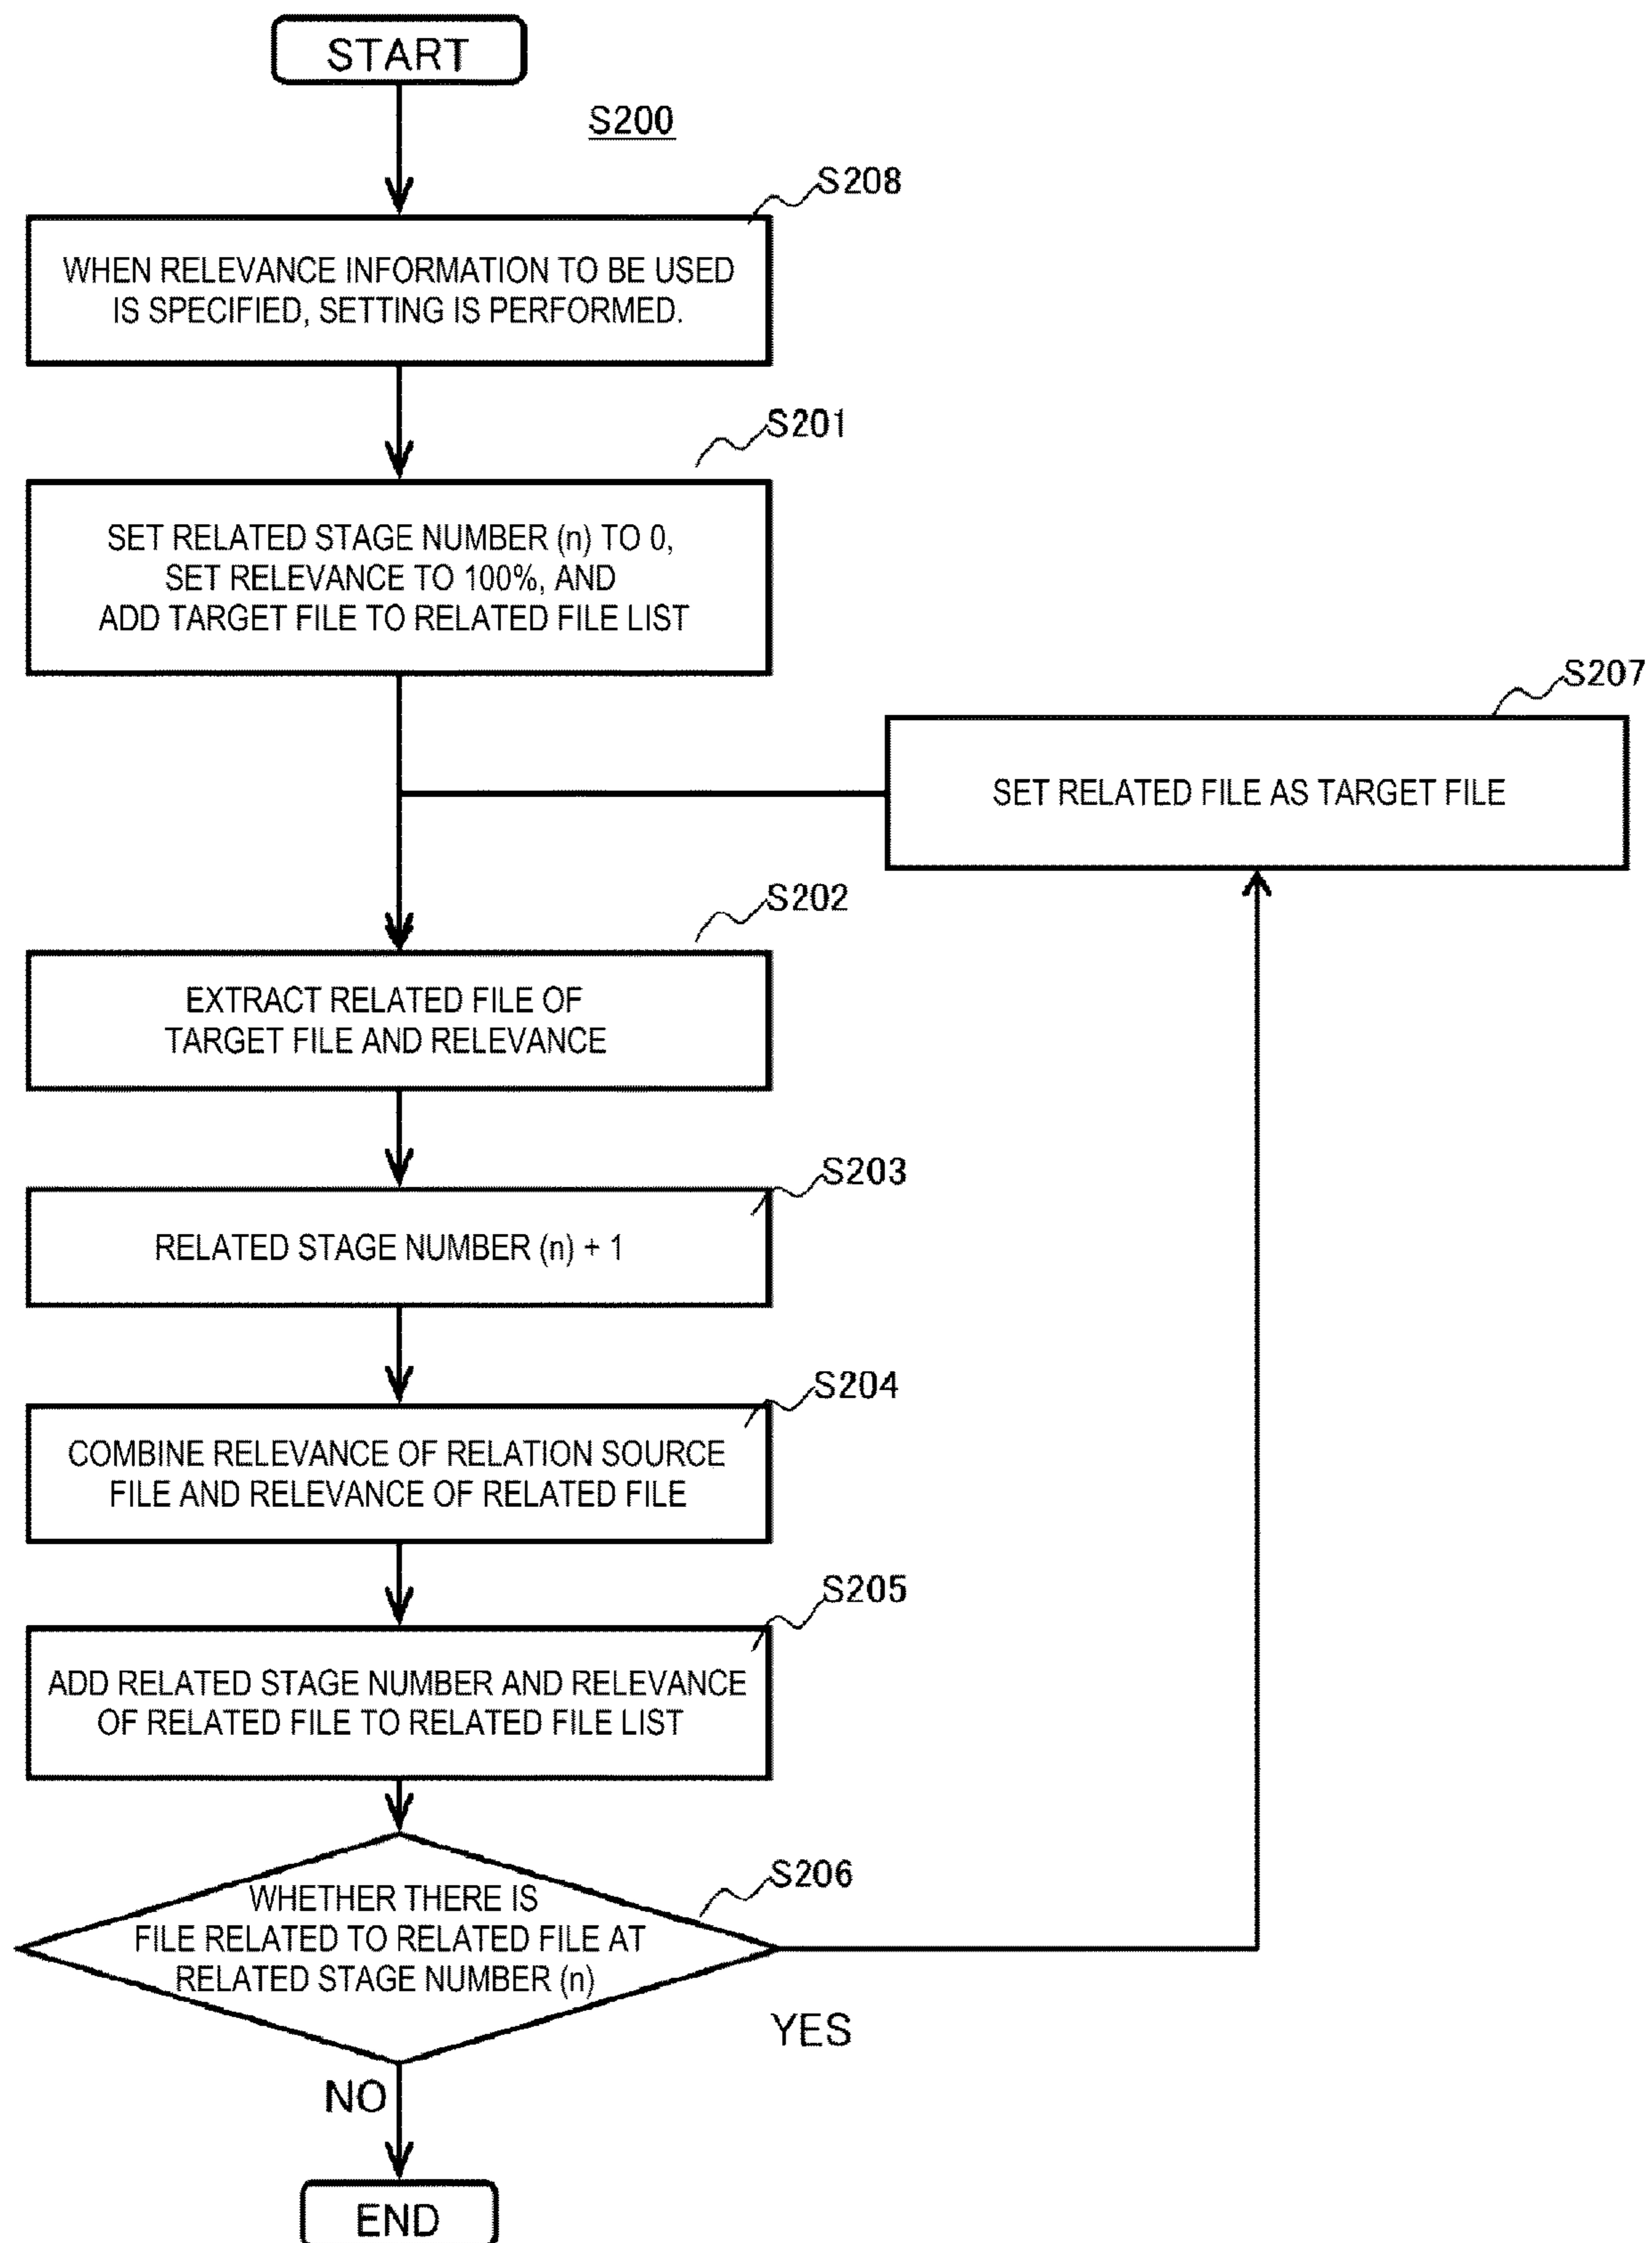 START
S200
S208
WHEN RELEVANCE INFORMATION TO BE USED
IS SPECIFIED, SETTING IS PERFORMED.
S201
SET RELATED STAGE NUMBER (n) TO 0,
SET RELEVANCE TO 100%, AND
ADD TARGET FILE TO RELATED FILE LIST
S207
SET RELATED FILE AS TARGET FILE
S202
EXTRACT RELATED FILE OF
TARGET FILE AND RELEVANCE
S203
RELATED STAGE NUMBER (n) + 1
S204
COMBINE RELEVANCE OF RELATION SOURCE
FILE AND RELEVANCE OF RELATED FILE
S205
ADD RELATED STAGE NUMBER AND RELEVANCE
OF RELATED FILE TO RELATED FILE LIST
S206
WHETHER THERE IS
FILE RELATED TO RELATED FILE AT
RELATED STAGE NUMBER (n)
YES
NO
END